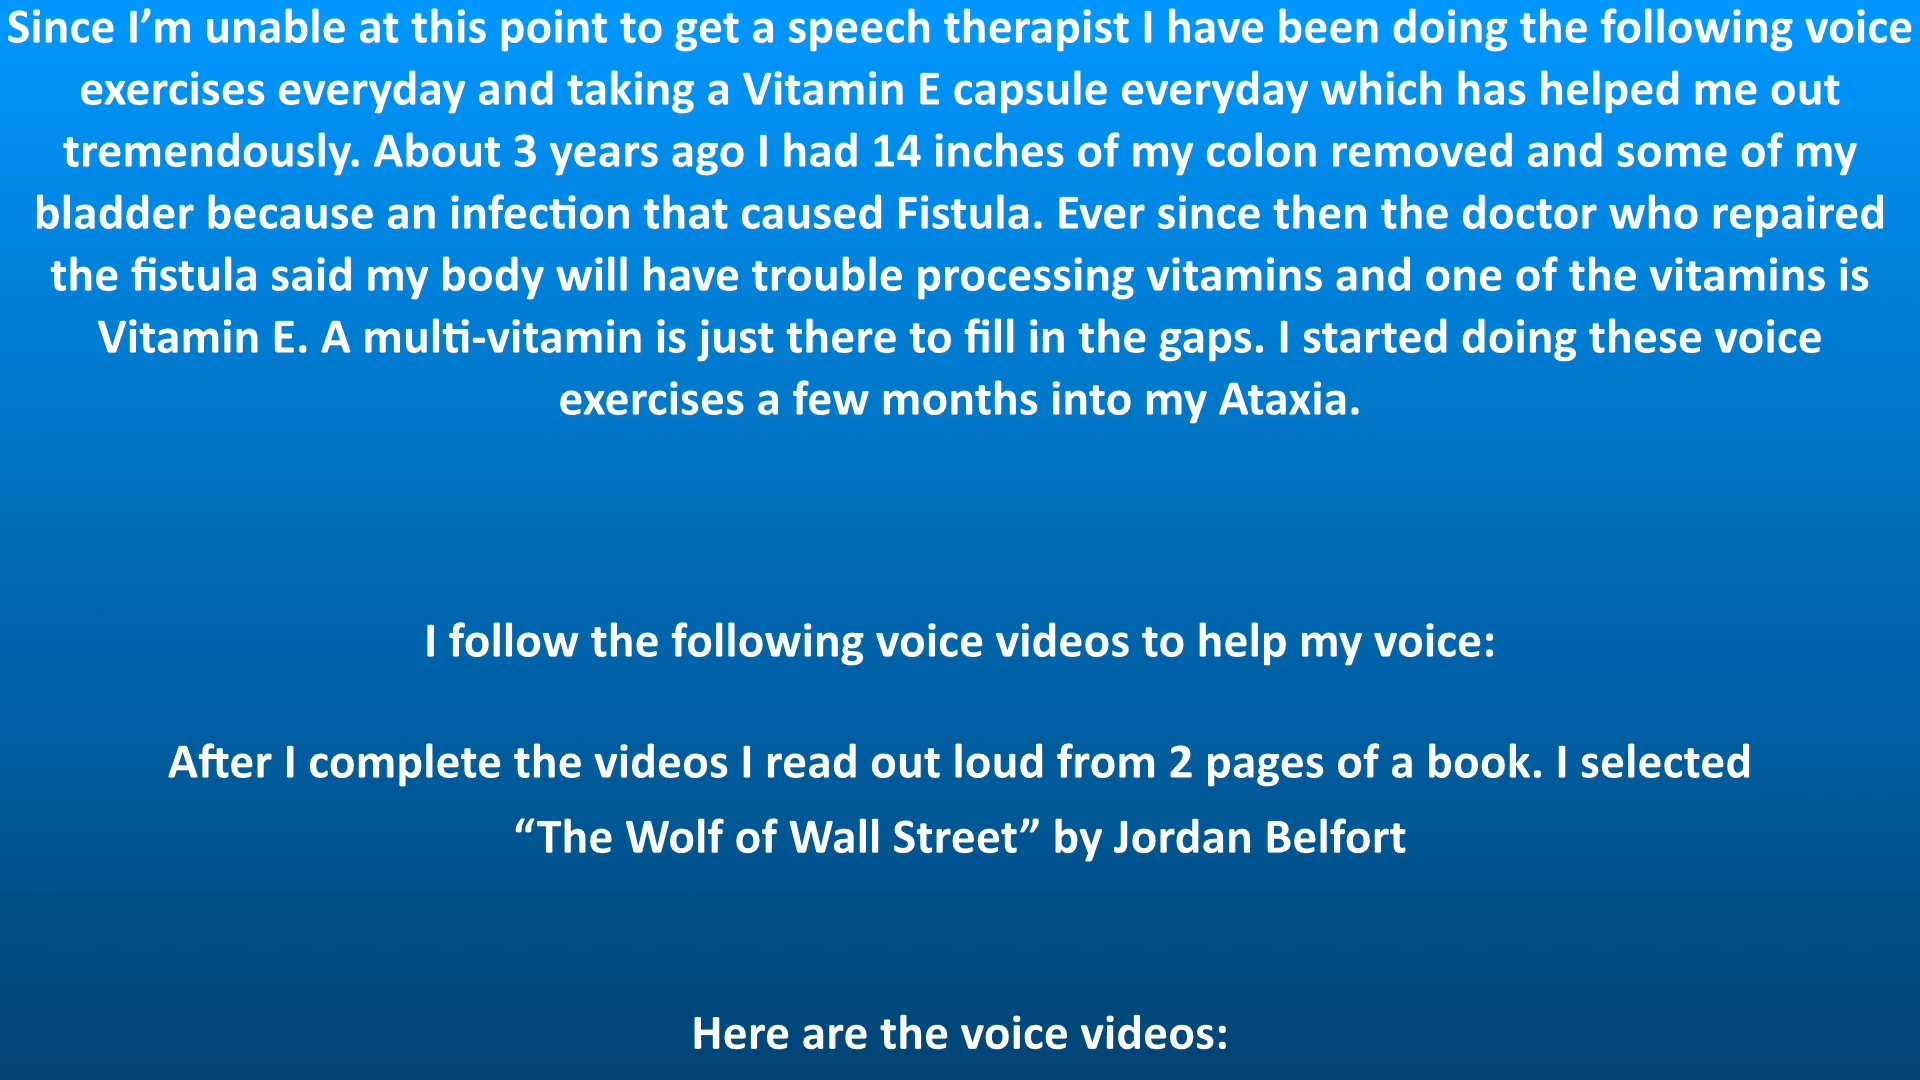 Since I’m unable at this point to get a speech therapist I have been doing the following voice
exercises everyday and taking a Vitamin E capsule everyday which has helped me out
tremendously. About 3 years ago I had 14 inches of my colon removed and some of my
bladder because an infection that caused Fistula. Ever since then the doctor who repaired
the fistula said my body will have trouble processing vitamins and one of the vitamins is
Vitamin E. A multi-vitamin is just there to fill in the gaps. I started doing these voice
exercises a few months into my Ataxia.
I follow the following voice videos to help my voice:
After I complete the videos I read out loud from 2 pages of a book. I selected
“The Wolf of Wall Street” by Jordan Belfort
Here are the voice videos: